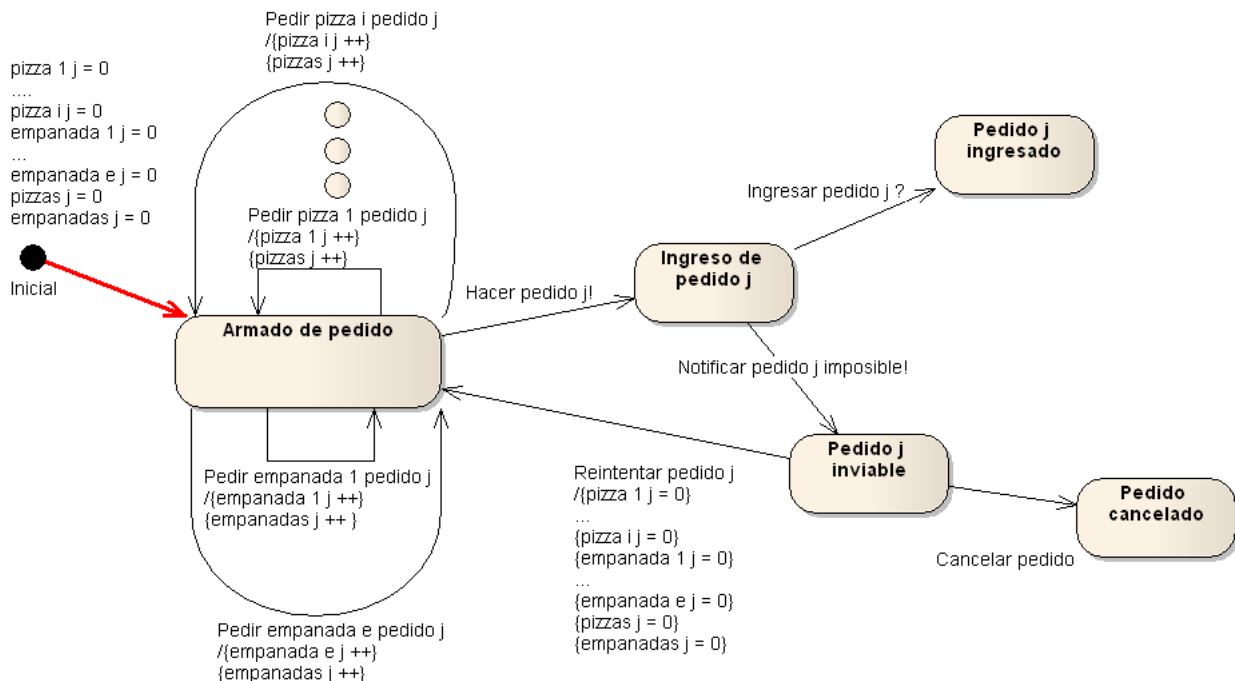 Pedir pizza i pedido j
/{pizza i j ++}
{pizzas j ++}
pizza 1 j = 0
....
pizza i j = 0
empanada 1 j = 0
...
empanada e j = 0
pizzas j = 0
empanadas j = 0
Inicial
Pedir pizza 1 pedido j
/{pizza 1 j ++}
{pizzas j ++}
Armado de pedido
Pedir empanada 1 pedido j
/{empanada 1 j ++}
{empanadas j ++ }
Pedir empanada e pedido j
/{empanada e j ++}
{empanadas j ++}
Hacer pedido j!
Ingreso de
pedido j
Ingresar pedido j ?
Pedido j
ingresado
Notificar pedido j imposible!
Pedido j
inviable
Reintentar pedido j
/{pizza 1 j = 0}
...
{pizza i j = 0}
{empanada 1 j = 0}
...
{empanada e j = 0}
{pizzas j = 0}
{empanadas j = 0}
Cancelar pedido
Pedido
cancelado